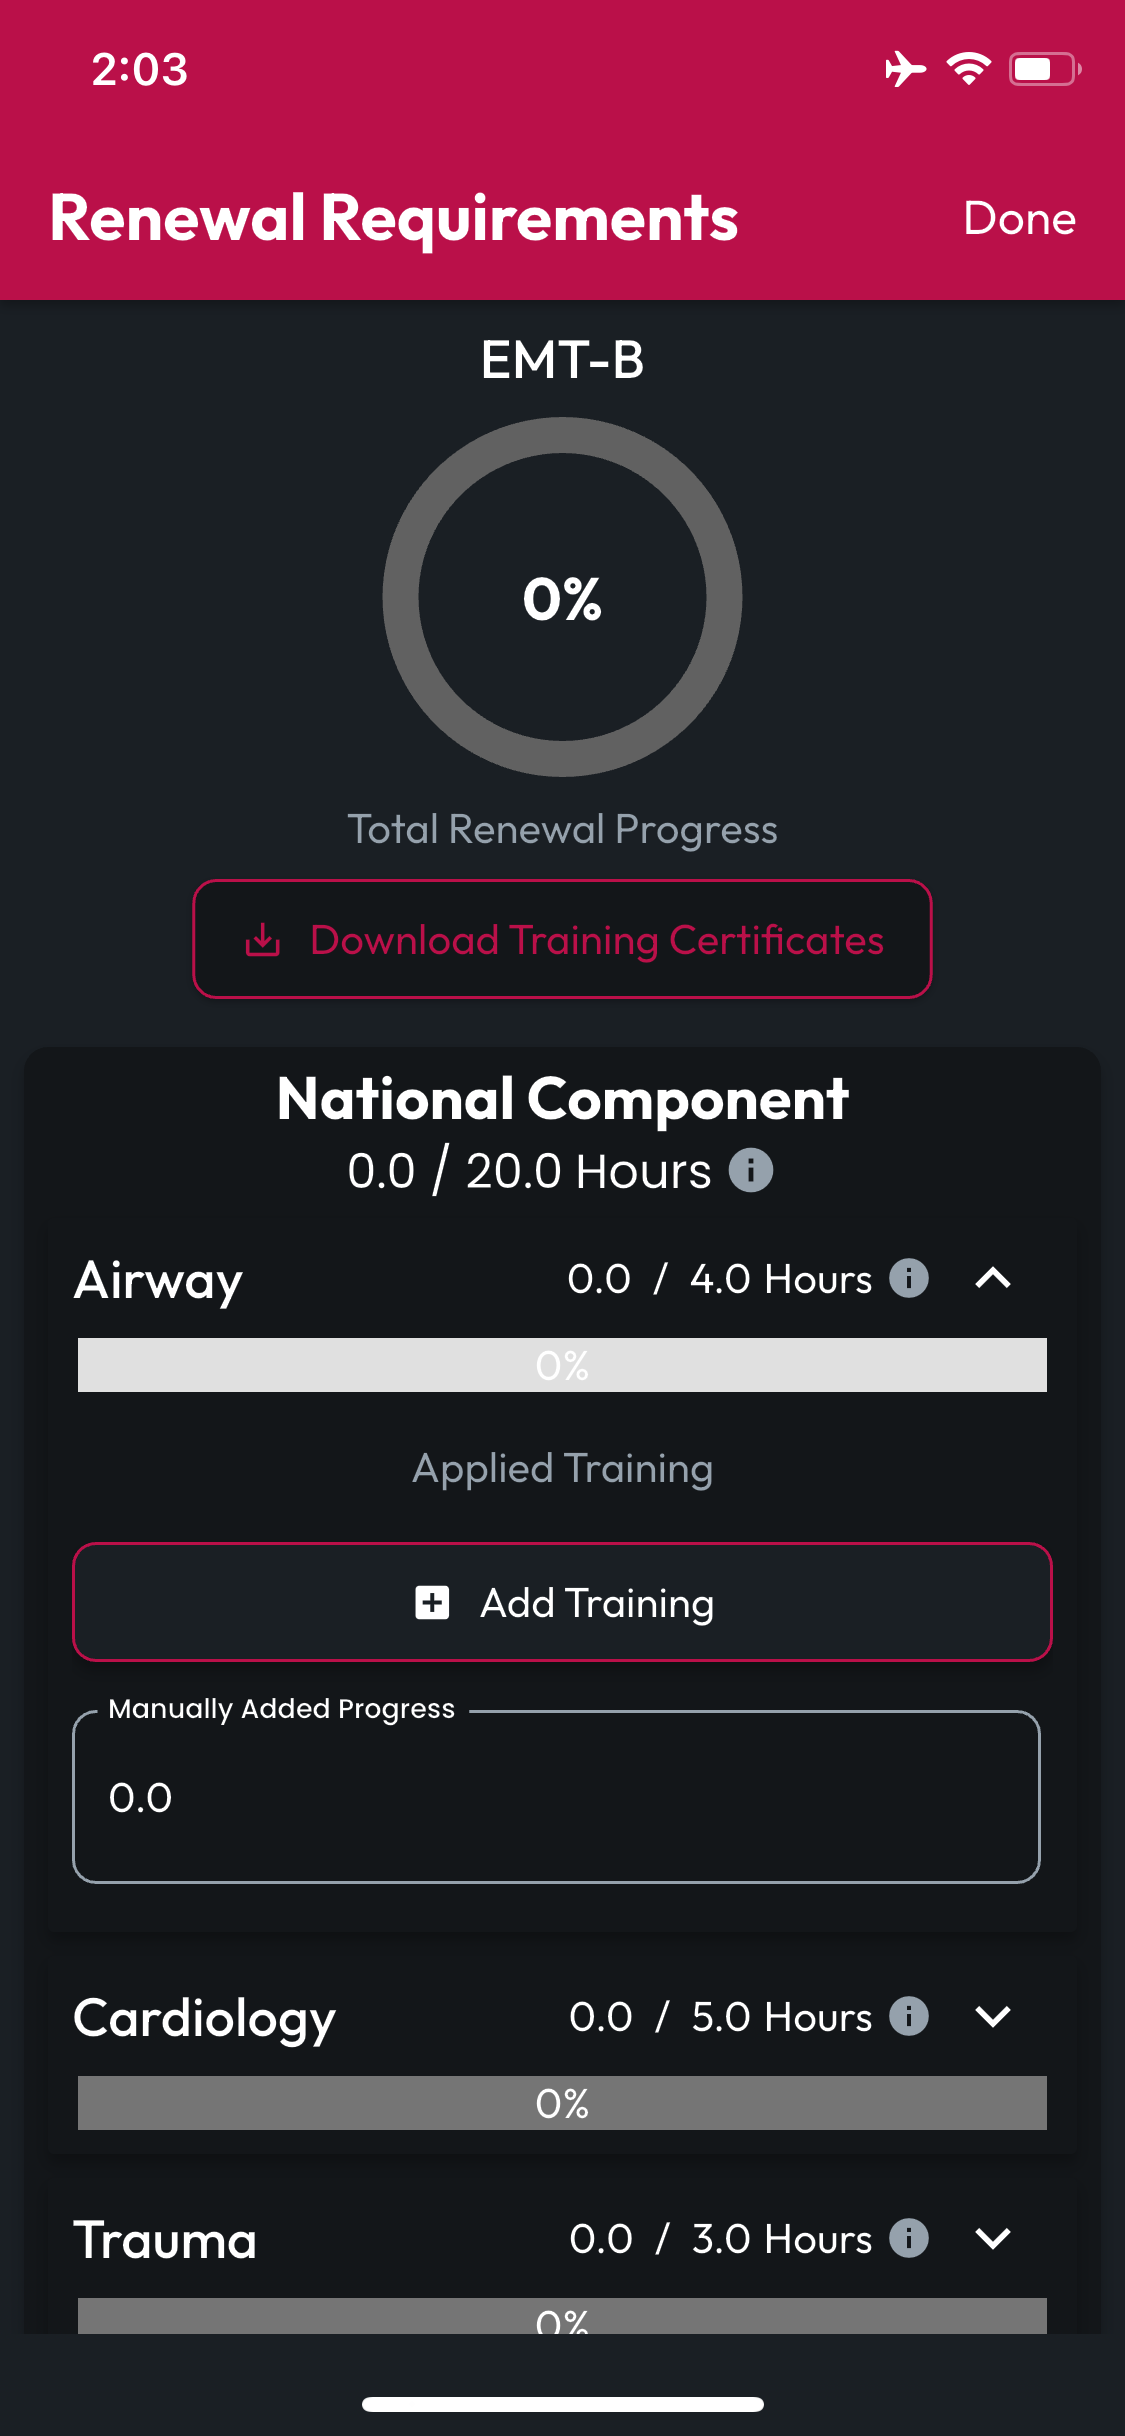 2:03
Renewal Requirements Done
EMT-B
0%
Total Renewal Progress
Download Training Certificates
National Component
0.0 / 20.0 Hours
Airway 0.0 / 4.0 Hours
0%
Applied Training
Add Training
Manually Added Progress
0.0
Cardiology 0.0 / 5.0 Hours
0%
Trauma 0.0 / 3.0 Hours
0%